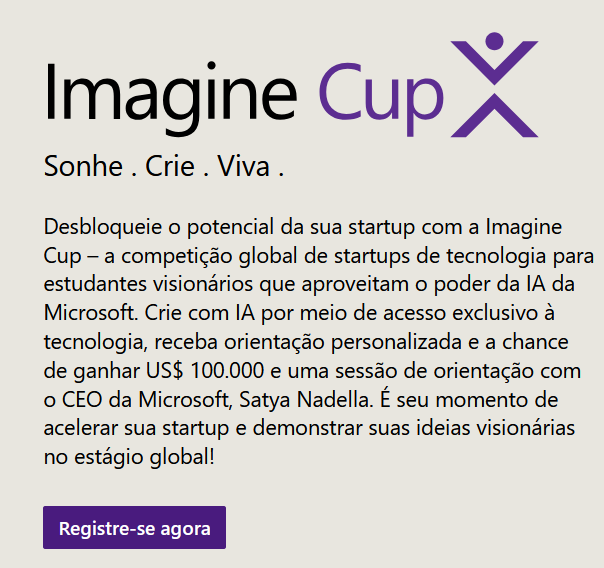 Imagine Cup
Sonhe . Crie . Viva .
Desbloqueie o potencial da sua startup com a Imagine
Cup – a competição global de startups de tecnologia para
estudantes visionários que aproveitam o poder da IA da
Microsoft. Crie com IA por meio de acesso exclusivo à
tecnologia, receba orientação personalizada e a chance
de ganhar US$ 100.000 e uma sessão de orientação com
o CEO da Microsoft, Satya Nadella. É seu momento de
acelerar sua startup e demonstrar suas ideias visionárias
no estágio global!
Registre-se agora